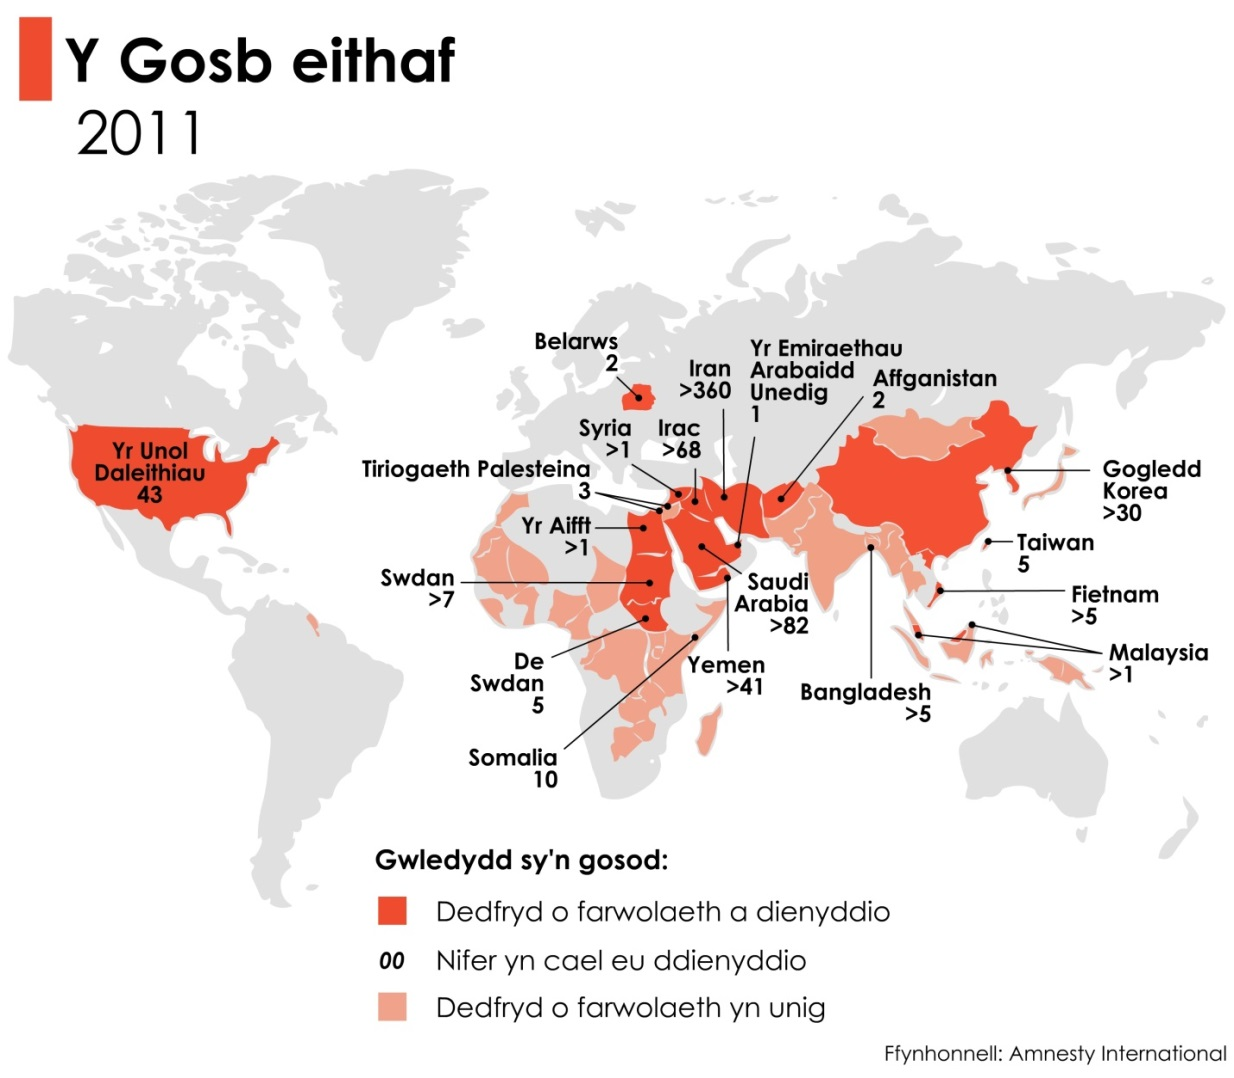 Y Gosb eithaf
2011
Belarws
2
Iran
>360
Yr Emiraethau
Arabaidd
Unedig
1
Affganistan
2
Syria
>1
Irac
>68
Tiriogaeth Palesteina
3
Yr Unol
Daleithiau
43
Yr Aifft
>1
Swdan
>7
De
Swdan
5
Somalia
10
Yemen
>41
Saudi
Arabia
>82
Bangladesh
>5
Gogledd
Korea
>30
Taiwan
5
Fietnam
>5
Malaysia
>1
Gwledydd sy'n gosod:
Dedfryd o farwolaeth a dienyddio
00 Nifer yn cael eu ddienyddio
Dedfryd o farwolaeth yn unig
Ffynhonnell: Amnesty International